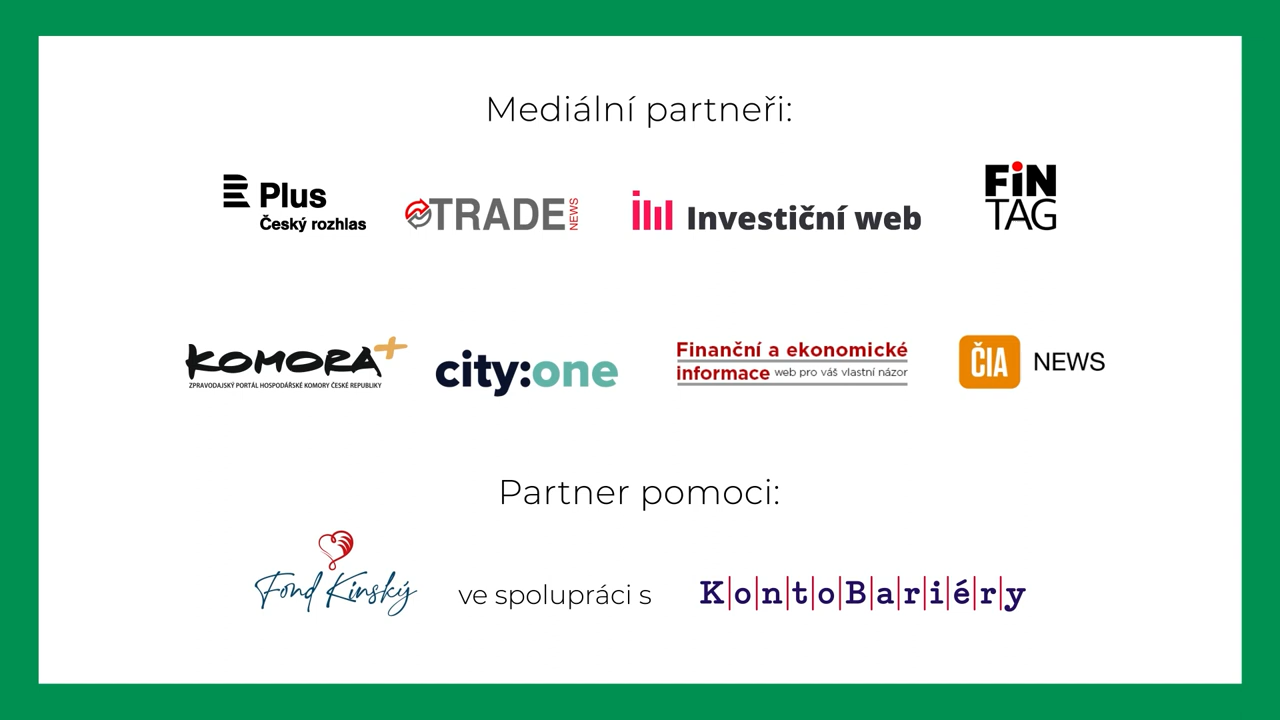 Mediální partneři:
Plus
Český rozhlas
TRADE NEWS
Investiční web
FiN
TAG
KOMORA+
ZPRAVODAJSKÝ PORTÁL HOSPODÁŘSKÉ KOMORY ČESKÉ REPUBLIKY
city:one
Finanční a ekonomické
informace web pro váš vlastní názor
ČIA NEWS
Partner pomoci:
Fond Kinský
ve spolupráci s
KontoBariéry